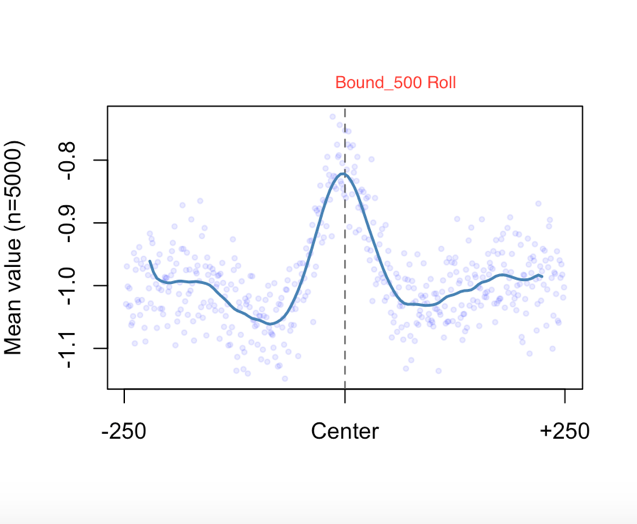 Bound_500 Roll
Mean value (n=5000)
-0.8
-0.9
-1.0
-1.1
-250
Center
+250